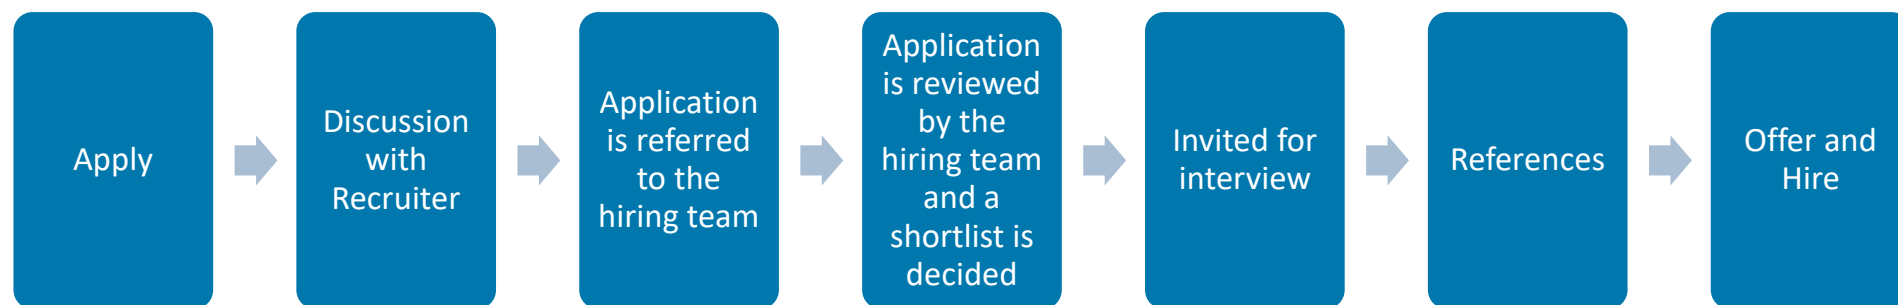 Apply
Discussion
with
Recruiter
Application
is referred
to the
hiring team
Application
is reviewed
by the
hiring team
and a
shortlist is
decided
Invited for
interview
References
Offer and
Hire